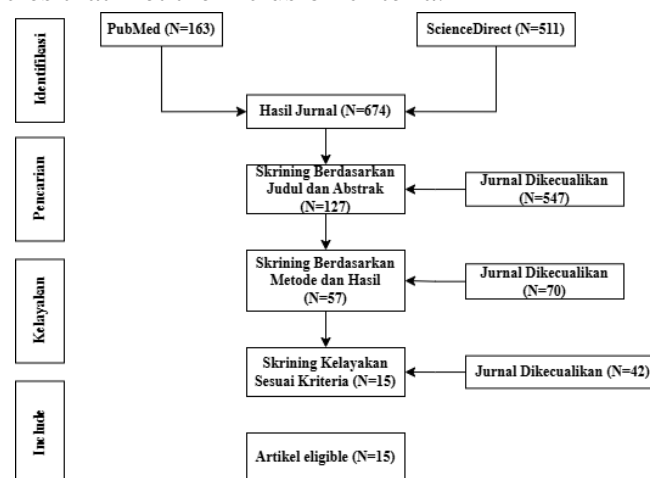 PubMed (N=163)
ScienceDirect (N=511)
Identifikasi
Hasil Jurnal (N=674)
Pencarian
Skrining Berdasarkan
Judul dan Abstrak
(N=127)
Jurnal Dikecualikan
(N=547)
Kelayakan
Skrining Berdasarkan
Metode dan Hasil
(N=57)
Jurnal Dikecualikan
(N=70)
Skrining Kelayakan
Sesuai Kriteria (N=15)
Jurnal Dikecualikan (N=42)
Include
Artikel eligible (N=15)